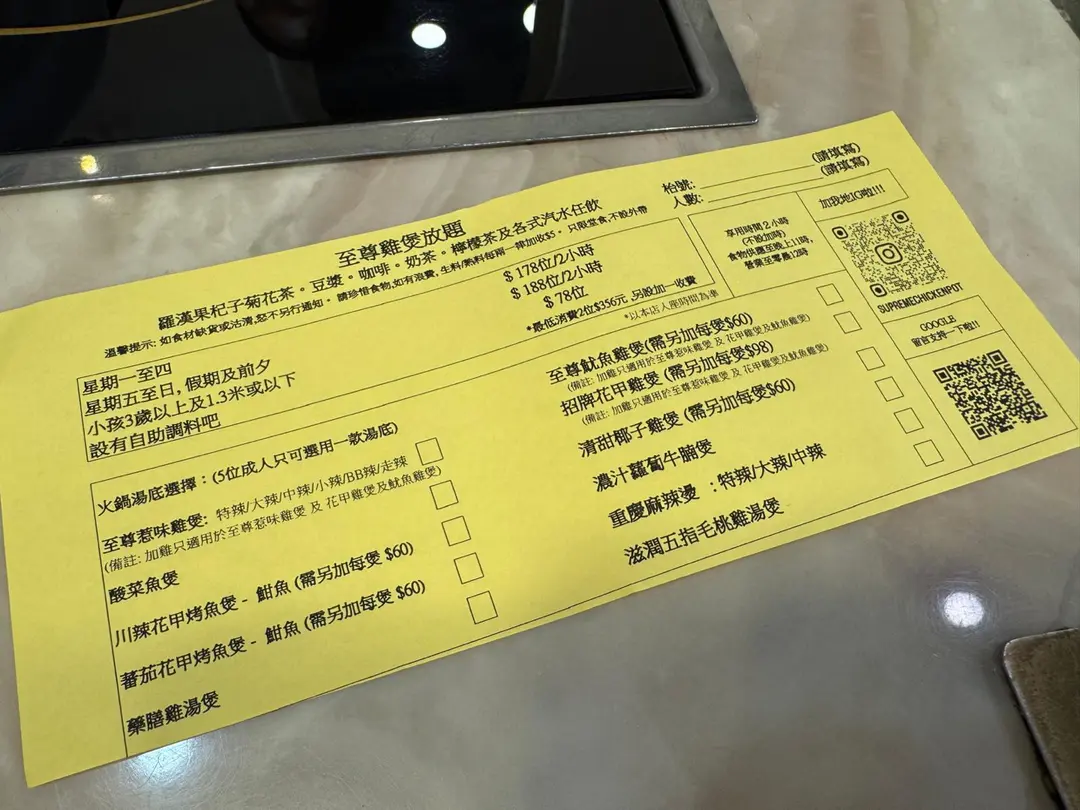 至尊雞煲放題
羅漢果杞子菊花茶。豆漿。咖啡。奶茶。檸檬茶及各式汽水任飲
溫馨提示: 如食材缺貨或沽清,恕不另行通知。 請珍惜食物,如有浪費, 生料/熟料每兩一律加收$5。 只限堂食,不設外帶
枱號: (請填寫)
人數: (請填寫)
星期一至四 $ 178位/2小時
星期五至日, 假期及前夕 $ 188位/2小時
小孩3歲以上及1.3米或以下 $ 78位
設有自助調料吧 *最低消費2位$356元 ,另設加一收費
*以本店人座時間為準
享用時間 2 小時
(不設加時)
食物供應至晚上11時,
營業至零晨12時
加我地IG啦!!!
SUPREMECHICKENPOT
GOOGLE
留言支持一下啦!!
火鍋湯底選擇:(5位成人只可選用一款湯底)
至尊惹味雞煲: 特辣/大辣/中辣/小辣/BB辣/走辣
(備註: 加雞只適用於至尊惹味雞煲 及 花甲雞煲及魷魚雞煲)
酸菜魚煲
川辣花甲烤魚煲 - 鮒魚 (需另加每煲 $60)
蕃茄花甲烤魚煲 - 鮒魚 (需另加每煲 $60)
藥膳雞湯煲
至尊魷魚雞煲(需另加每煲$60)
(備註: 加雞只適用於至尊惹味雞煲 及 花甲雞煲及魷魚雞煲)
招牌花甲雞煲 (需另加每煲$98)
(備註: 加雞只適用於至尊惹味雞煲 及 花甲雞煲及魷魚雞煲)
清甜椰子雞煲 (需另加每煲$60)
濃汁蘿蔔牛腩煲
重慶麻辣燙 :特辣/大辣/中辣
滋潤五指毛桃雞湯煲